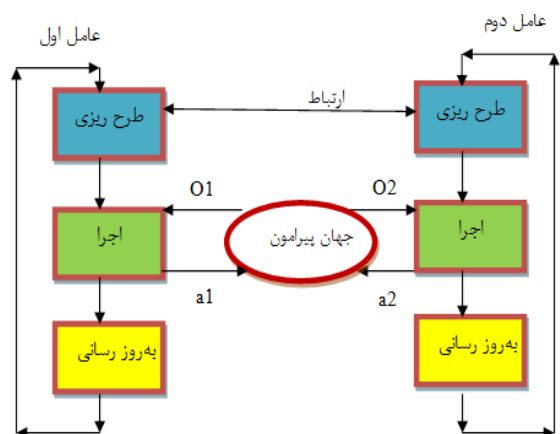 عامل دوم
عامل اول
طرح ریزی
ارتباط
طرح ریزی
O2
O1
اجرا
جهان پیرامون
اجرا
a2
a1
به‌روز رسانی
به‌روز رسانی